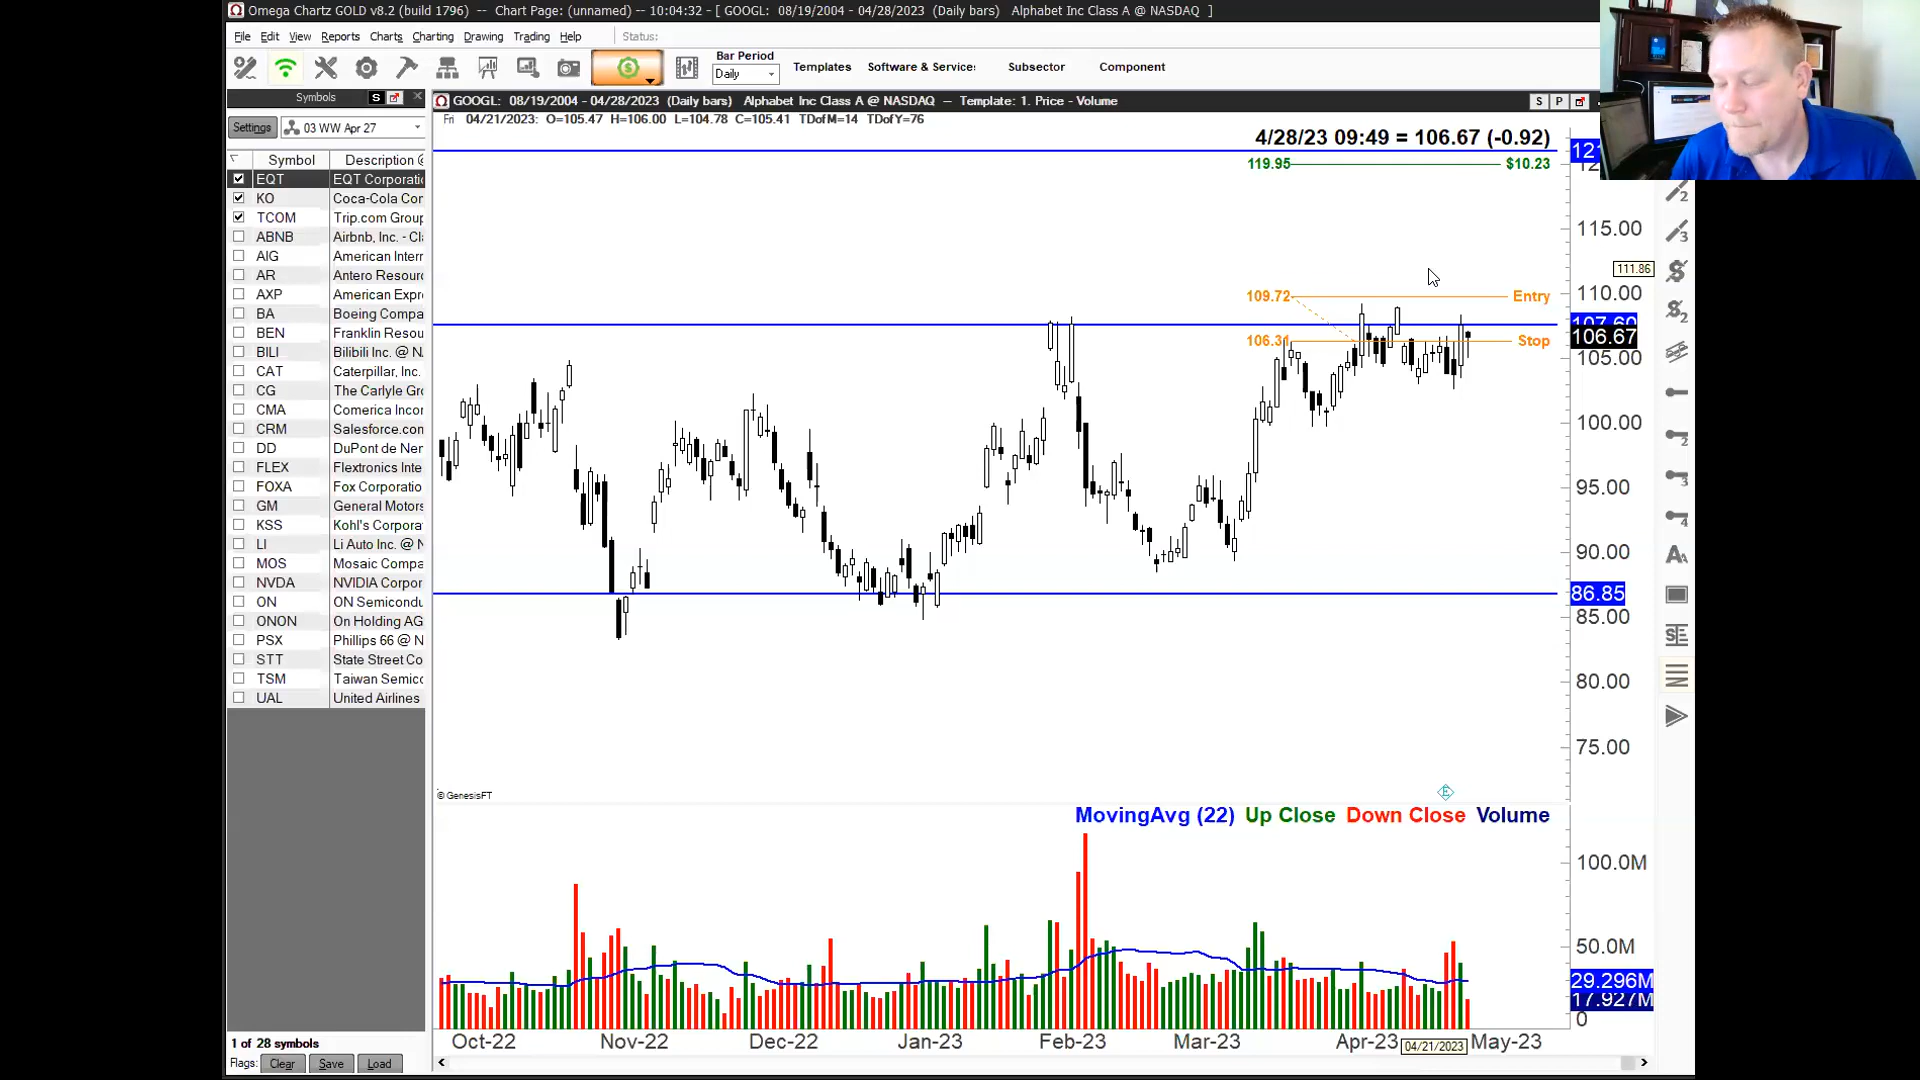 Omega Chartz GOLD v8.2 (build 1796) -- Chart Page: (unnamed) -- 10:04:32 - [ GOOGL: 08/19/2004 - 04/28/2023 (Daily bars) Alphabet Inc Class A @ NASDAQ ]
File Edit View Reports Charts Charting Drawing Trading Help Status:
Bar Period
Daily
Templates Software & Service: Subsector Component
Symbols S
GOOGL: 08/19/2004 - 04/28/2023 (Daily bars) Alphabet Inc Class A @ NASDAQ — Template: 1. Price - Volume S P
Fri 04/21/2023: O=105.47 H=106.00 L=104.78 C=105.41 TDofM=14 TDofY=76
Settings 03 WW Apr 27
Symbol Description
EQT EQT Corporati
KO Coca-Cola Cor
TCOM Trip.com Group
ABNB Airbnb, Inc. - Cl
AIG American Intern
AR Antero Resourc
AXP American Expr
BA Boeing Compan
BEN Franklin Resou
BILI Bilibili Inc. @ N
CAT Caterpillar, Inc.
CG The Carlyle Gr
CMA Comerica Incor
CRM Salesforce.com
DD DuPont de Nen
FLEX Flextronics Inte
FOXA Fox Corporatio
GM General Motors
KSS Kohl's Corpora
LI Li Auto Inc. @
MOS Mosaic Compa
NVDA NVIDIA Corpor
ON ON Semicondu
ONON On Holding AG
PSX Phillips 66 @ N
STT State Street Co
TSM Taiwan Semic
UAL United Airlines
1 of 28 symbols
Flags: Clear Save Load
4/28/23 09:49 = 106.67 (-0.92)
119.95 $10.23
109.72 Entry
106.31 Stop
115.00
111.86
110.00
107.60
106.67
105.00
100.00
95.00
90.00
86.85
85.00
80.00
75.00
© GenesisFT
E
MovingAvg (22) Up Close Down Close Volume
100.0M
50.0M
29.296M
17.927M
0
Oct-22 Nov-22 Dec-22 Jan-23 Feb-23 Mar-23 Apr-23 04/21/2023 May-23